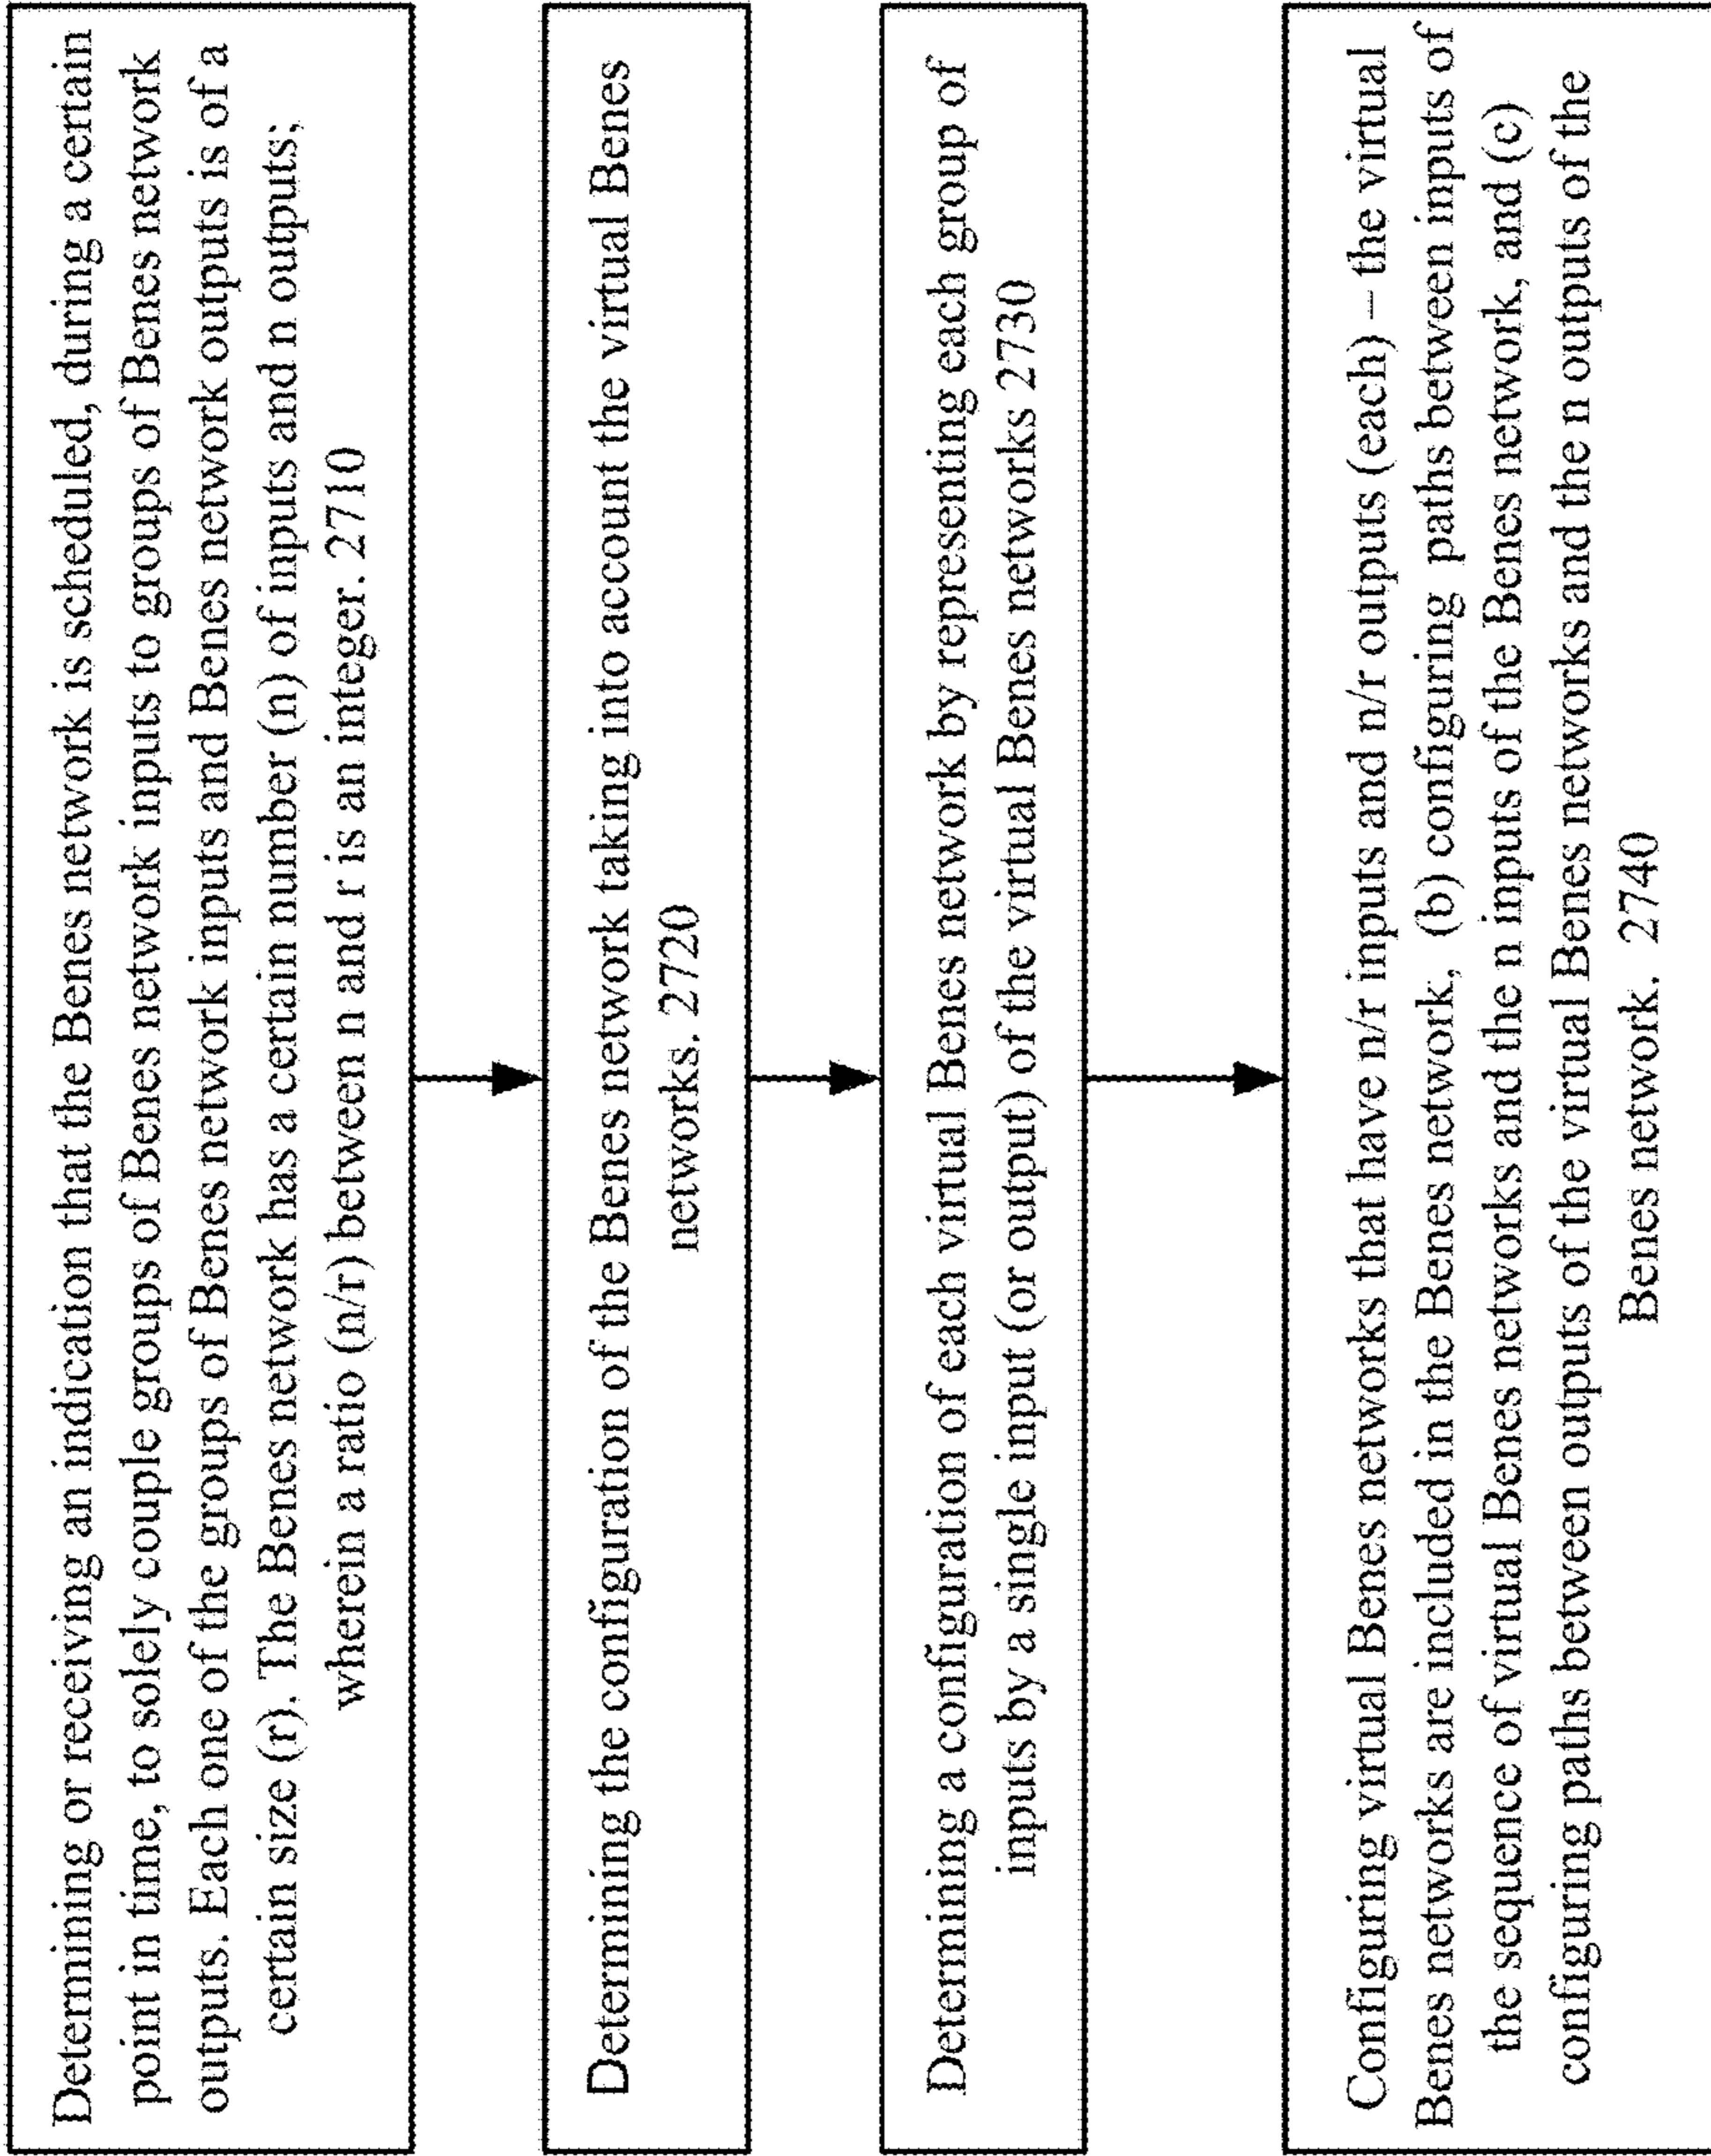 Determining or receiving an indication that the Benes network is scheduled, during a certain
point in time, to solely couple groups of Benes network inputs to groups of Benes network
outputs. Each one of the groups of Benes network inputs and Benes network outputs is of a
certain size (r). The Benes network has a certain number (n) of inputs and n outputs;
wherein a ratio (n/r) between n and r is an integer. 2710
Determining the configuration of the Benes network taking into account the virtual Benes
networks. 2720
Determining a configuration of each virtual Benes network by representing each group of
inputs by a single input (or output) of the virtual Benes networks 2730
Configuring virtual Benes networks that have n/r inputs and n/r outputs (each) – the virtual
Benes networks are included in the Benes network, (b) configuring paths between inputs of
the sequence of virtual Benes networks and the n inputs of the Benes network, and (c)
configuring paths between outputs of the virtual Benes networks and the n outputs of the
Benes network. 2740